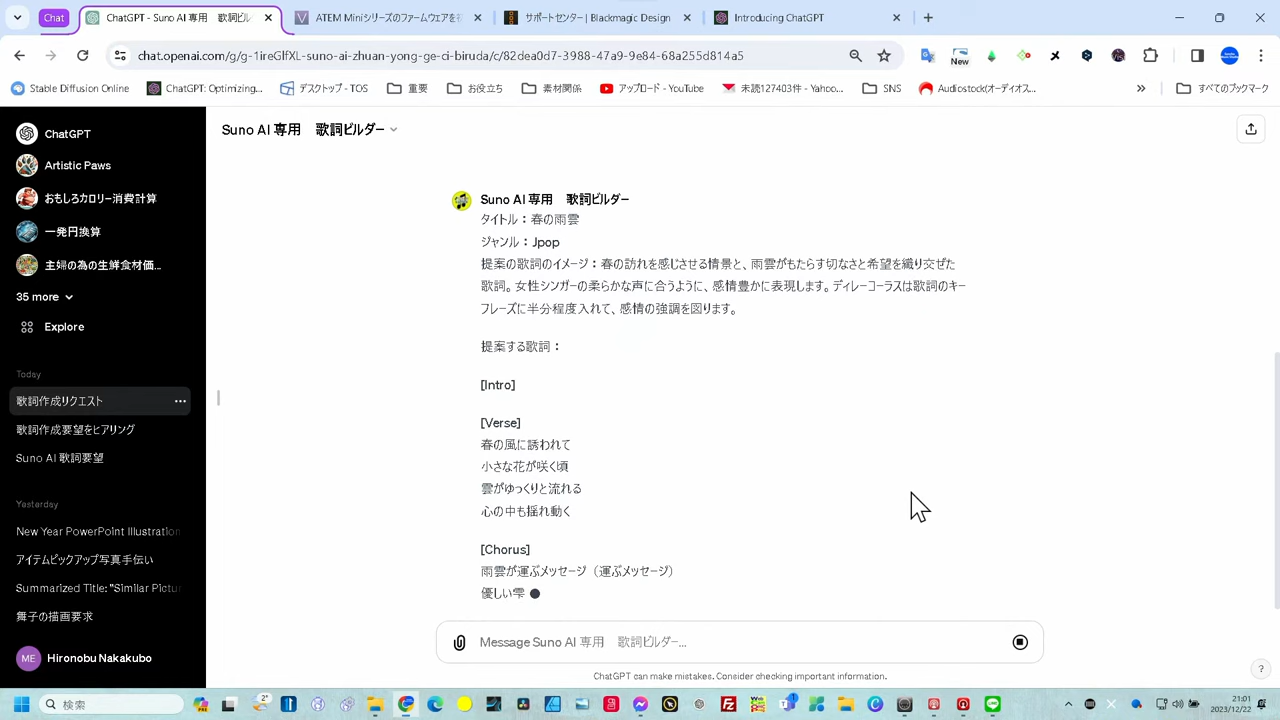 ChatGPT - Suno AI 専用　歌詞ビ
ATEM ミニシリーズのファームウェア
サポートセンター | Blackmagic Design
Introducing ChatGPT
chat.openai.com/g/g-1ieGfXLF-suno-ai-zhuan-yong-ge-ci-biruda/c/82de0f67-3988-47a9-9e84-68a255d814a5
New
Stable Diffusion Online
ChatGPT: Optimizing...
デスクトップ - TOS
重要
お役立ち
素材関係
アップロード - YouTube
未読127403件 - Yahoo...
SNS
Audiostock(オーディオス...
すべてのブックマーク
ChatGPT
Artistic Paws
おもしろカロリー消費計算
一発円換算
主婦の為の生鮮食材価...
35 more
Explore
Today
歌詞作成リクエスト
歌詞作成要望をヒアリング
Suno AI 歌詞要望
Yesterday
New Year PowerPoint Illustration
アイテムピックアップ写真手伝い
Summarized Title: "Similar Pictu
舞子の描画要求
ME
Hironobu Nakakubo
Suno AI 専用　歌詞ビルダー
Suno AI 専用　歌詞ビルダー
タイトル：春の雨雲
ジャンル：Jpop
提案の歌詞のイメージ：春の訪れを感じさせる情景と、雨雲がもたらす切なさと希望を織り交ぜた
歌詞。女性シンガーの柔らかな声に合うように、感情豊かに表現します。ディレーコーラスは歌詞のキー
フレーズに半分程度入れて、感情の強調を図ります。
提案する歌詞：
[Intro]
[Verse]
春の風に誘われて
小さな花が咲く頃
雲がゆっくりと流れる
心の中も揺れ動く
[Chorus]
雨雲が運ぶメッセージ（運ぶメッセージ）
優しい雫
Message Suno AI 専用　歌詞ビルダー...
ChatGPT can make mistakes. Consider checking important information.
?
検索
2°
21:01
2023/12/22